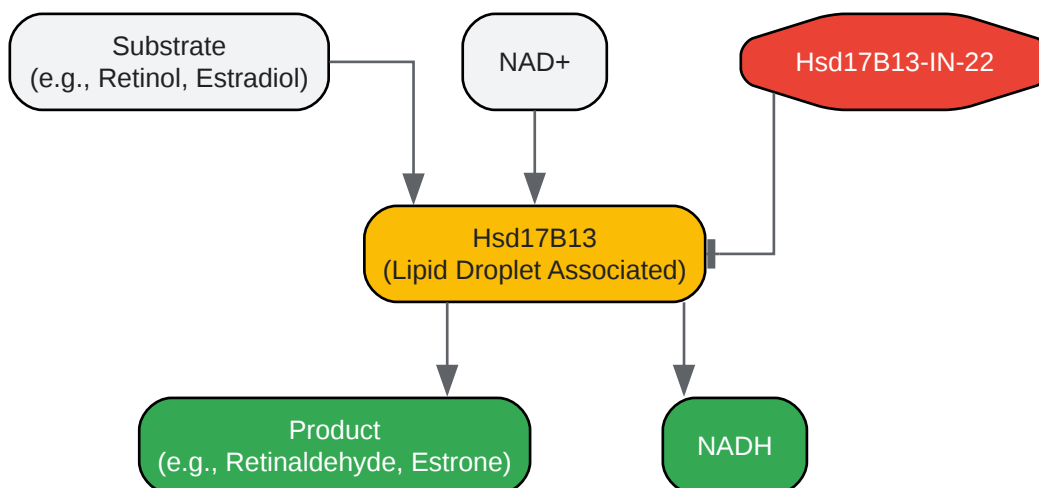 Substrate
(e.g., Retinol, Estradiol)
NAD+
Hsd17B13-IN-22
Hsd17B13
(Lipid Droplet Associated)
Product
(e.g., Retinaldehyde, Estrone)
NADH